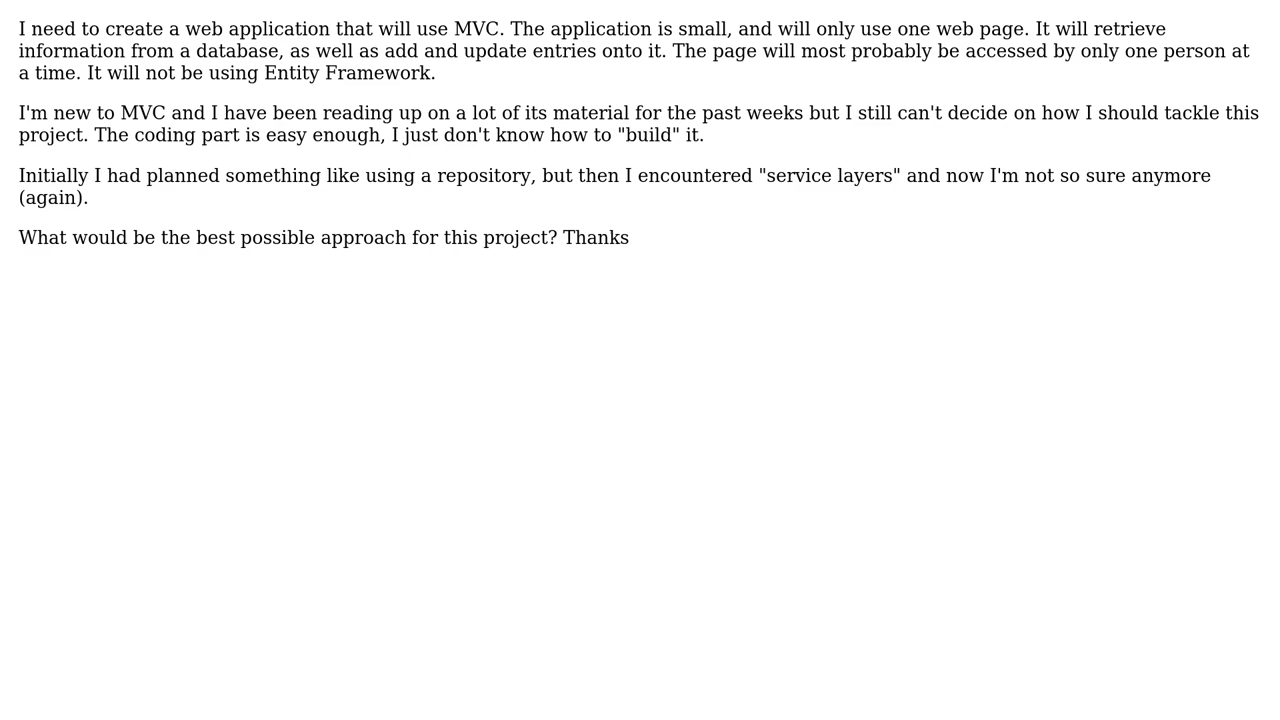 I need to create a web application that will use MVC. The application is small, and will only use one web page. It will retrieve
information from a database, as well as add and update entries onto it. The page will most probably be accessed by only one person at
a time. It will not be using Entity Framework.
I'm new to MVC and I have been reading up on a lot of its material for the past weeks but I still can't decide on how I should tackle this
project. The coding part is easy enough, I just don't know how to "build" it.
Initially I had planned something like using a repository, but then I encountered "service layers" and now I'm not so sure anymore
(again).
What would be the best possible approach for this project? Thanks